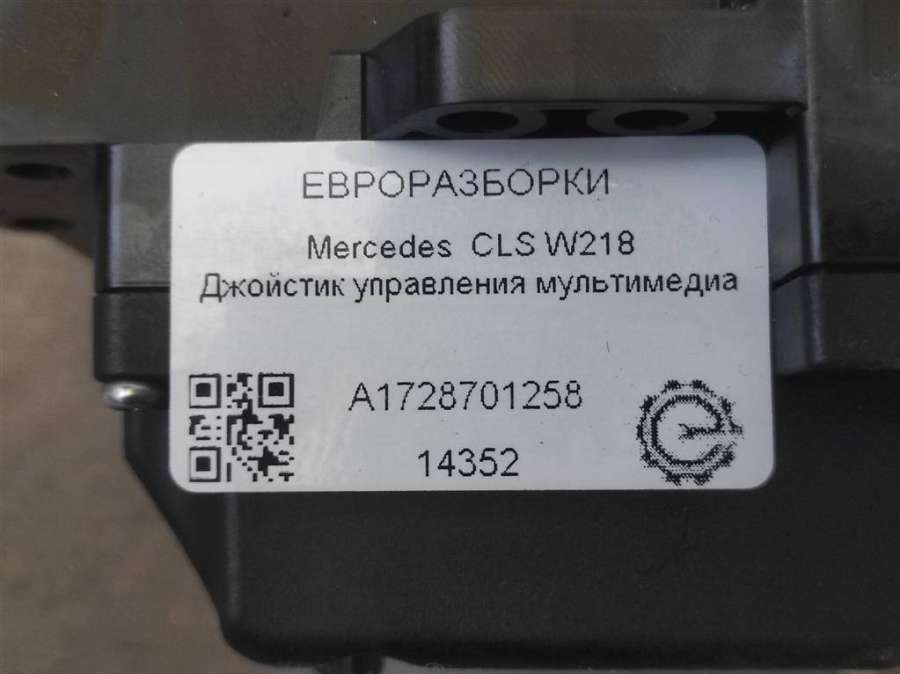 ЕВРОРАЗБОРКИ
Mercedes CLS W218
Джойстик управления мультимедиа
A1728701258
14352